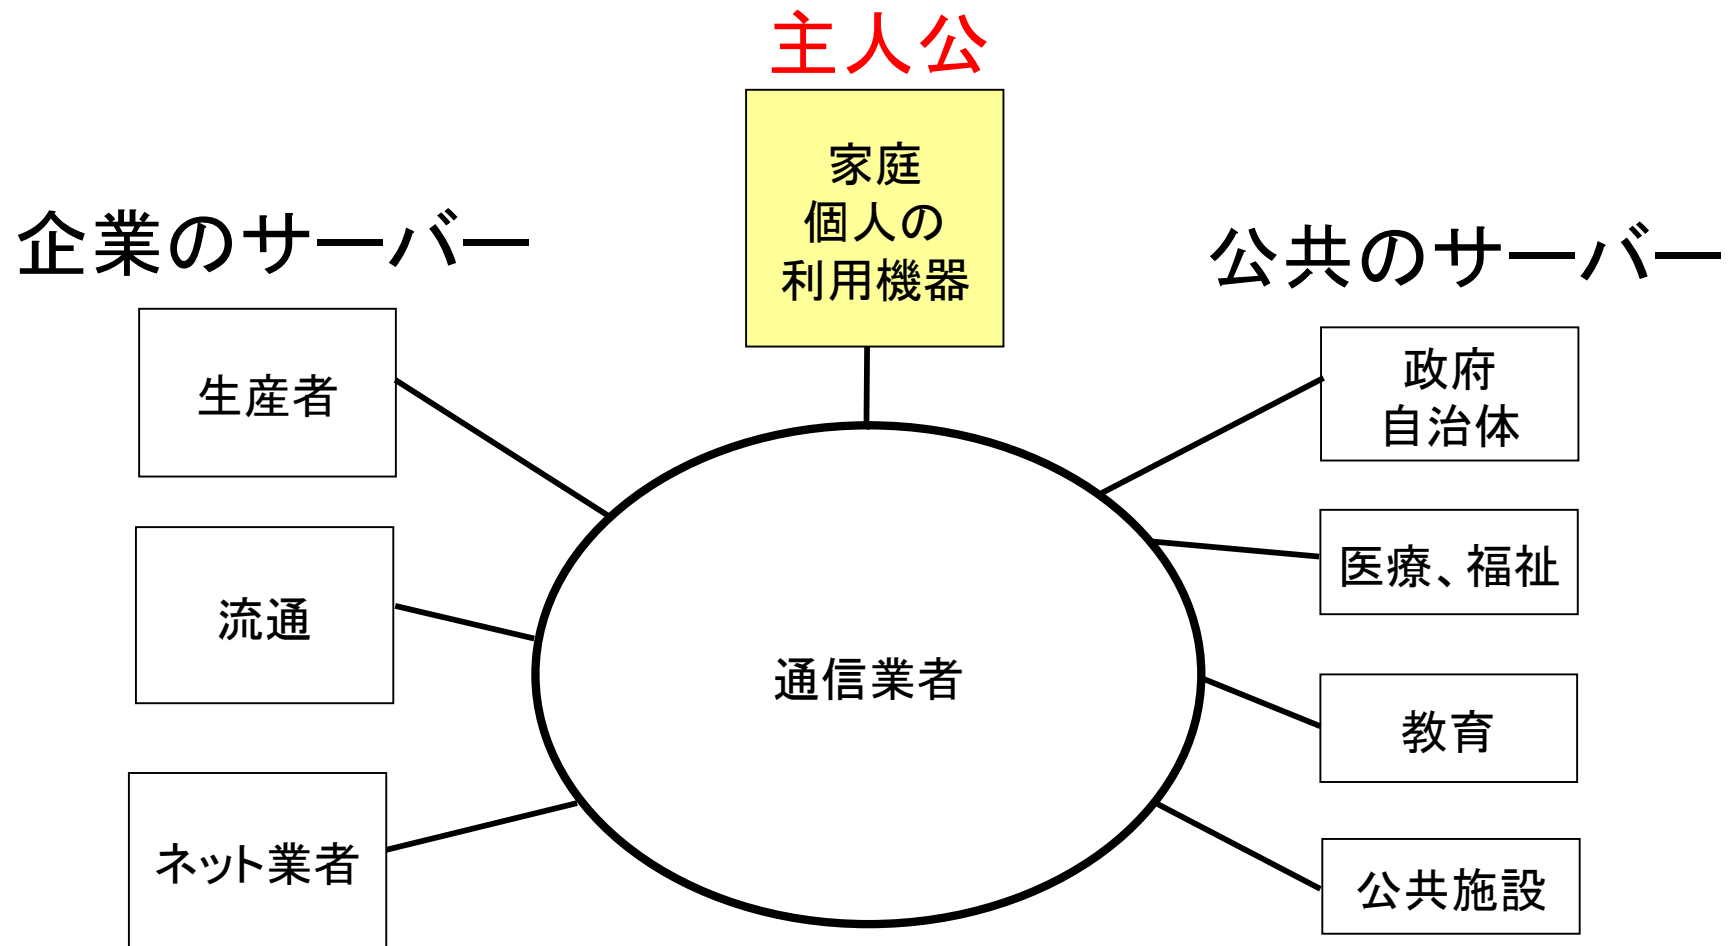 主人公
家庭
個人の
利用機器
企業のサーバー
生産者
流通
ネット業者
通信業者
公共のサーバー
政府
自治体
医療、福祉
教育
公共施設